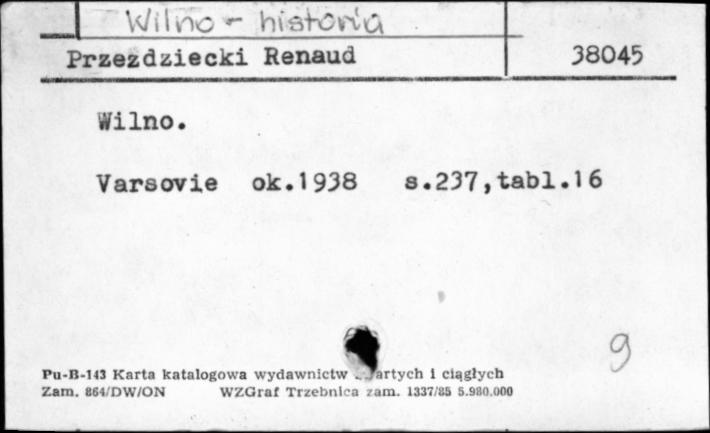 Wilno - historia
Przeździecki Renaud 38045
Wilno.
Varsovie ok.1938 s.237,tabl.16
9
Pu-B-143 Karta katalogowa wydawnictw artych i ciągłych
Zam. 864/DW/ON WZGraf Trzebnica zam. 1337/85 5.980.000